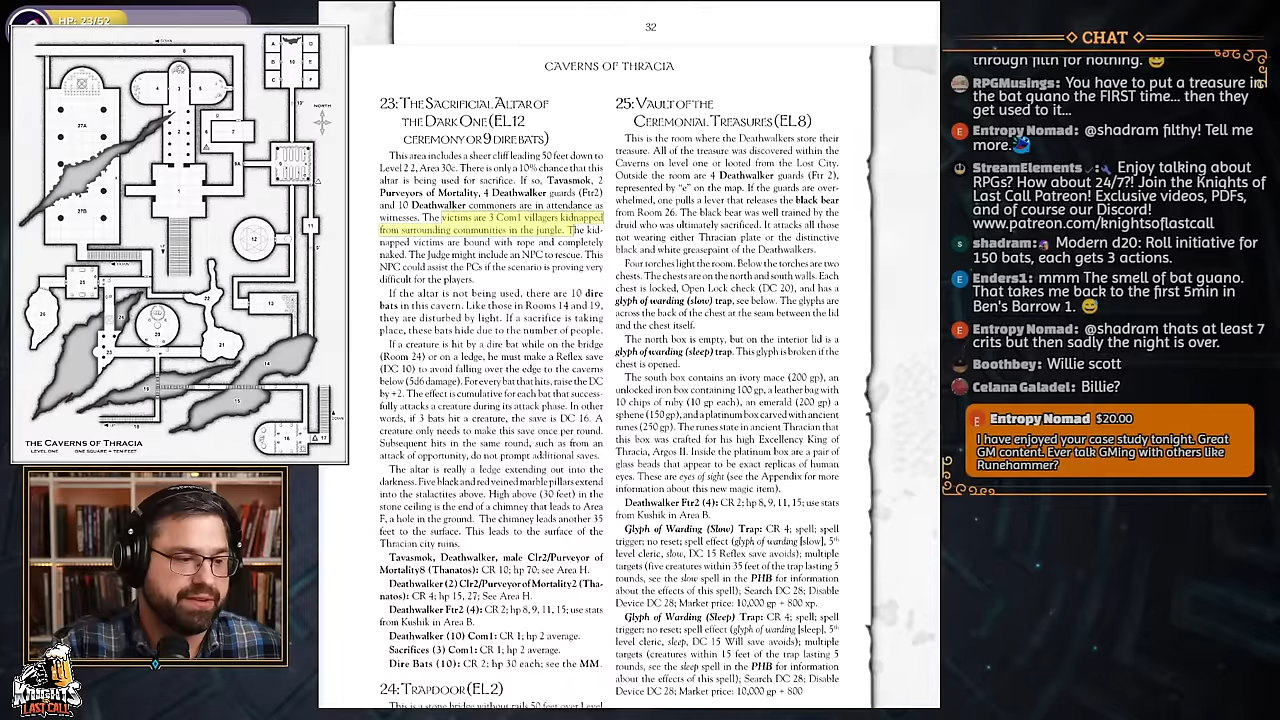 HP: 23/52
32
CAVERNS OF THRACIA
23: THE SACRIFICIAL ALTAR OF
THE DARK ONE (EL 12
CEREMONY OR 9 DIRE BATS)
This area includes a sheer cliff leading 50 feet down to
Level 2 2, Area 30c. There is only a 10% chance that this
altar is being used for sacrifice. If so, Tavasmok, 2
Purveyors of Mortality, 4 Deathwalker guards (Ftr2)
and 10 Deathwalker commoners are in attendance as
witnesses. The victims are 3 Com1 villagers kidnapped
from surrounding communities in the jungle. The kid-
napped victims are bound with rope and completely
naked. The Judge might include an NPC to rescue. This
NPC could assist the PCs if the scenario is proving very
difficult for the players.
If the altar is not being used, there are 10 dire
bats in this cavern. Like those in Rooms 14 and 19,
they are disturbed by light. If a sacrifice is taking
place, these bats hide due to the number of people.
If a creature is hit by a dire bat while on the bridge
(Room 24) or on a ledge, he must make a Reflex save
(DC 10) to avoid falling over the edge to the caverns
below (5d6 damage). For every bat that hits, raise the DC
by +2. The effect is cumulative for each bat that success-
fully attacks a creature during its attack phase. In other
words, if 3 bats hit a creature, the save is DC 16. A
creature only needs to make this save once per round.
Subsequent hits in the same round, such as from an
attack of opportunity, do not prompt additional saves.
The altar is really a ledge extending out into the
darkness. Five black and red veined marble pillars extend
into the stalactites above. High above (30 feet) in the
stone ceiling is the end of a chimney that leads to Area
F, a hole in the ground. The chimney leads another 35
feet to the surface. This leads to the surface of the
Thracian city ruins.
Tavasmok, Deathwalker, male Clr2/Purveyor of
Mortality8 (Thanatos): CR 10; hp 70; see Area H.
Deathwalker (2) Clr2/Purveyor of Mortality2 (Tha-
natos): CR 4; hp 15, 27; See Area H.
Deathwalker Ftr2 (4): CR 2; hp 8, 9, 11, 15; use stats
from Kushik in Area B.
Deathwalker (10) Com1: CR 1; hp 2 average.
Sacrifices (3) Com1: CR 1; hp 2 average.
Dire Bats (10): CR 2; hp 30 each; see the MM.
24: TRAPDOOR (EL 2)
This is a stone bridge without rails 50 feet over Level
25: VAULT OF THE
CEREMONIAL TREASURES (EL 8)
This is the room where the Deathwalkers store their
treasure. All of the treasure was discovered within the
Caverns on level one or looted from the Lost City.
Outside the room are 4 Deathwalker guards (Ftr 2),
represented by "e" on the map. If the guards are over-
whelmed, one pulls a lever that releases the black bear
from Room 26. The black bear was well trained by the
druid who was ultimately sacrificed. It attacks all those
not wearing either Thracian plate or the distinctive
black and white greasepaint of the Deathwalkers.
Four torches light the room. Below the torches are two
chests. The chests are on the north and south walls. Each
chest is locked, Open Lock check (DC 20), and has a
glyph of warding (slow) trap, see below. The glyphs are
across the back of the chest at the seam between the lid
and the chest itself.
The north box is empty, but on the interior lid is a
glyph of warding (sleep) trap. This glyph is broken if the
chest is opened.
The south box contains an ivory mace (200 gp), an
unlocked iron box containing 100 gp, a leather bag with
10 chips of ruby (10 gp each), an emerald (200 gp) a
sphene (150 gp), and a platinum box carved with ancient
runes (250 gp). The runes state in ancient Thracian that
this box was crafted for his high Excellency King of
Thracia, Argos II. Inside the platinum box are a pair of
glass beads that appear to be exact replicas of human
eyes. These are eyes of sight (see the Appendix for more
information about this new magic item).
Deathwalker Ftr2 (4): CR 2; hp 8, 9, 11, 15; use stats
from Kushik in Area B.
Glyph of Warding (Slow) Trap: CR 4; spell; spell
trigger; no reset; spell effect (glyph of warding [slow], 5th
level cleric, slow, DC 15 Reflex save avoids); multiple
targets (five creatures within 35 feet of the trap lasting 5
rounds, see the slow spell in the PHB for information
about the effects of this spell); Search DC 28; Disable
Device DC 28; Market price: 10,000 gp + 800 xp.
Glyph of Warding (Sleep) Trap: CR 4; spell; spell
trigger; no reset; spell effect (glyph of warding [sleep], 5th
level cleric, sleep, DC 15 Will save avoids); multiple
targets (creatures within 15 feet of the trap lasting 5
rounds, see the sleep spell in the PHB for information
about the effects of this spell); Search DC 28; Disable
Device DC 28; Market price: 10,000 gp + 800
NORTH
THE CAVERNS OF THRACIA
LEVEL ONE ONE SQUARE = TEN FEET
KNIGHTS
LAST CALL
CHAT
through filth for nothing.
RPGMusings: You have to put a treasure in
the bat guano the FIRST time... then they
get used to it...
Entropy Nomad: @shadram filthy! Tell me
more.
StreamElements: Enjoy talking about
RPGs? How about 24/7?! Join the Knights of
Last Call Patreon! Exclusive videos, PDFs,
and of course our Discord!
www.patreon.com/knightsoflastcall
shadram: Modern d20: Roll initiative for
150 bats, each gets 3 actions.
Enders1: mmm The smell of bat guano.
That takes me back to the first 5min in
Ben's Barrow 1.
Entropy Nomad: @shadram thats at least 7
crits but then sadly the night is over.
Boothbey: Willie scott
Celana Galadel: Billie?
Entropy Nomad $20.00
I have enjoyed your case study tonight. Great
GM content. Ever talk GMing with others like
Runehammer?